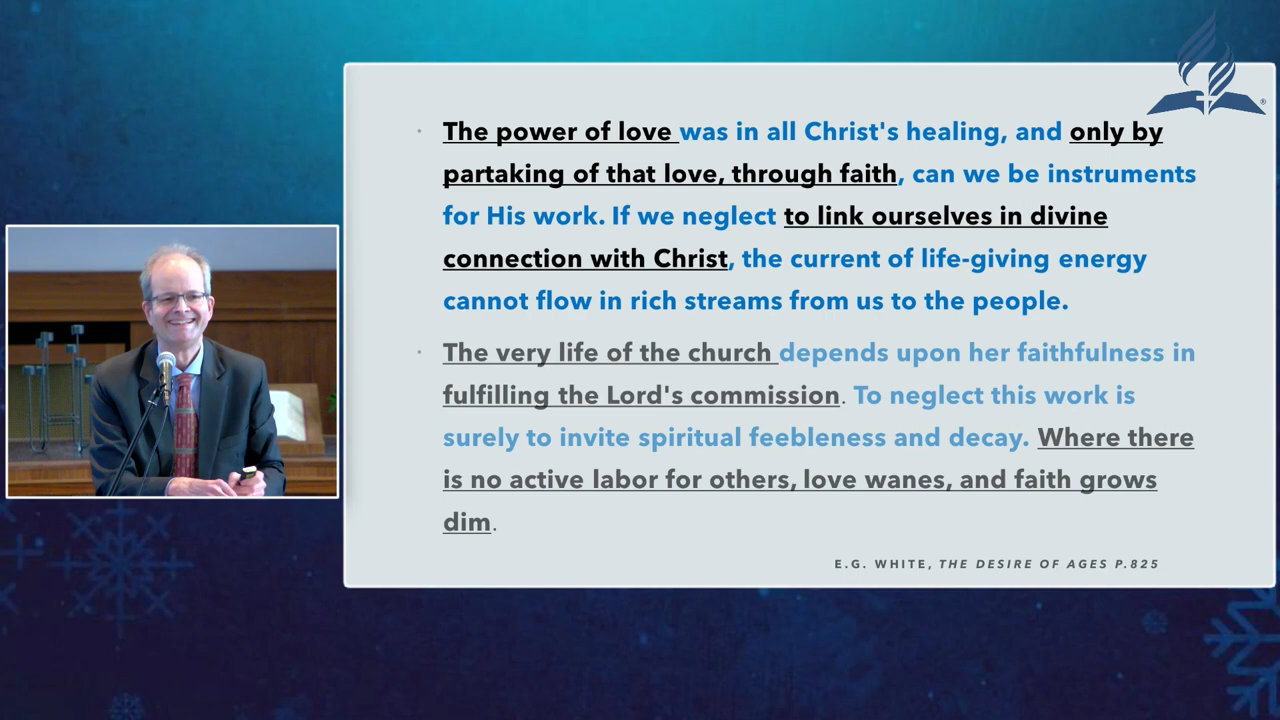 The power of love was in all Christ's healing, and only by
partaking of that love, through faith, can we be instruments
for His work. If we neglect to link ourselves in divine
connection with Christ, the current of life-giving energy
cannot flow in rich streams from us to the people.
The very life of the church depends upon her faithfulness in
fulfilling the Lord's commission. To neglect this work is
surely to invite spiritual feebleness and decay. Where there
is no active labor for others, love wanes, and faith grows
dim.
E.G. WHITE, THE DESIRE OF AGES P.825
®